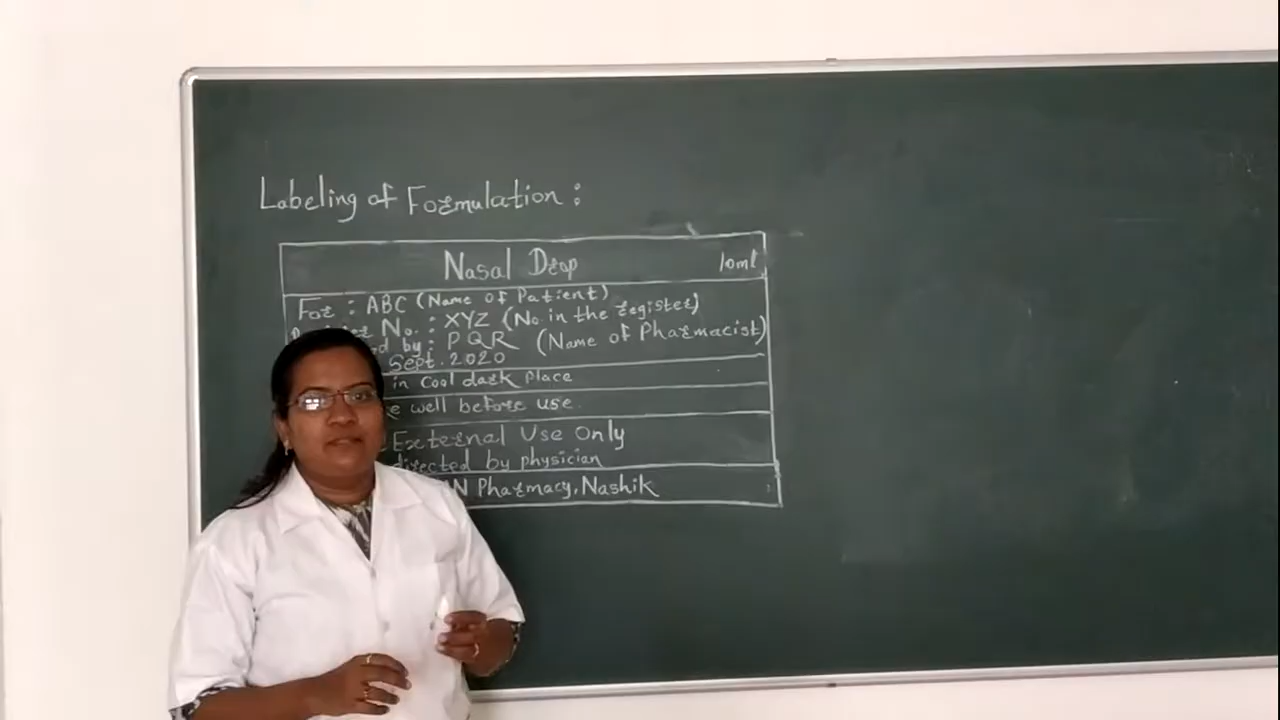 Labeling of Formulation :
Nasal Drop 10ml
For : ABC (Name of Patient)
No. : XYZ (No. in the register)
by : PQR (Name of Pharmacist)
Sept. 2020
in cool dark place
well before use.
External Use Only
directed by physician
Pharmacy, Nashik